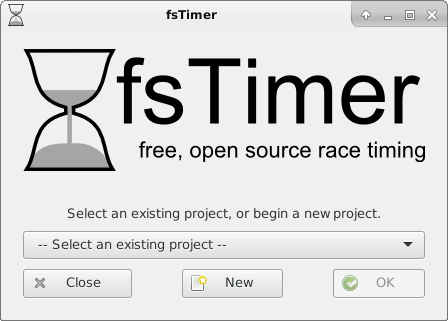 fsTimer
fsTimer
free, open source race timing
Select an existing project, or begin a new project.
-- Select an existing project --
Close
New
OK